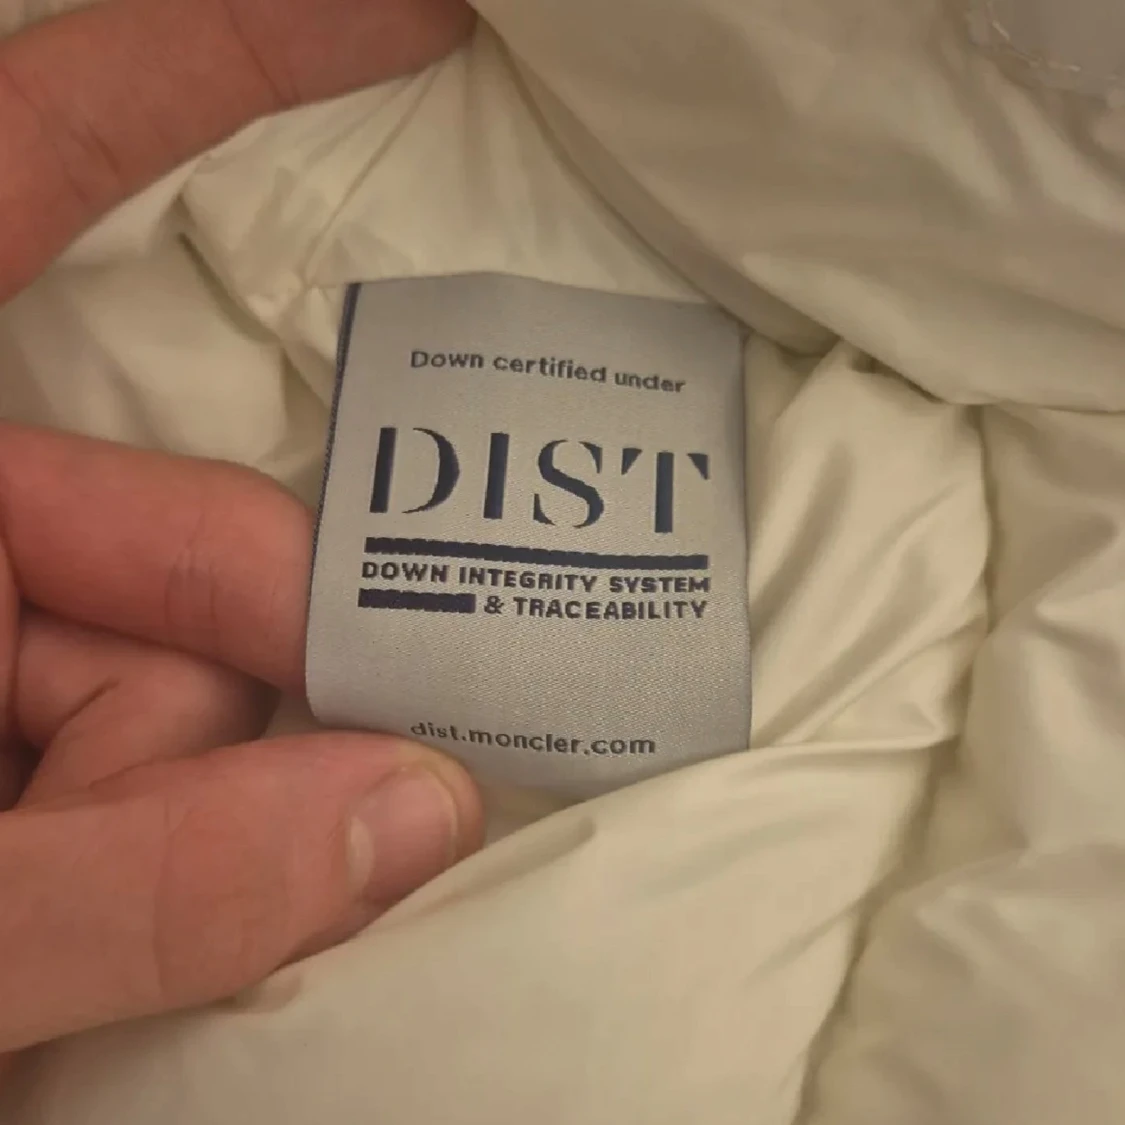 Down certified under
DIST
DOWN INTEGRITY SYSTEM
& TRACEABILITY
dist.moncler.com